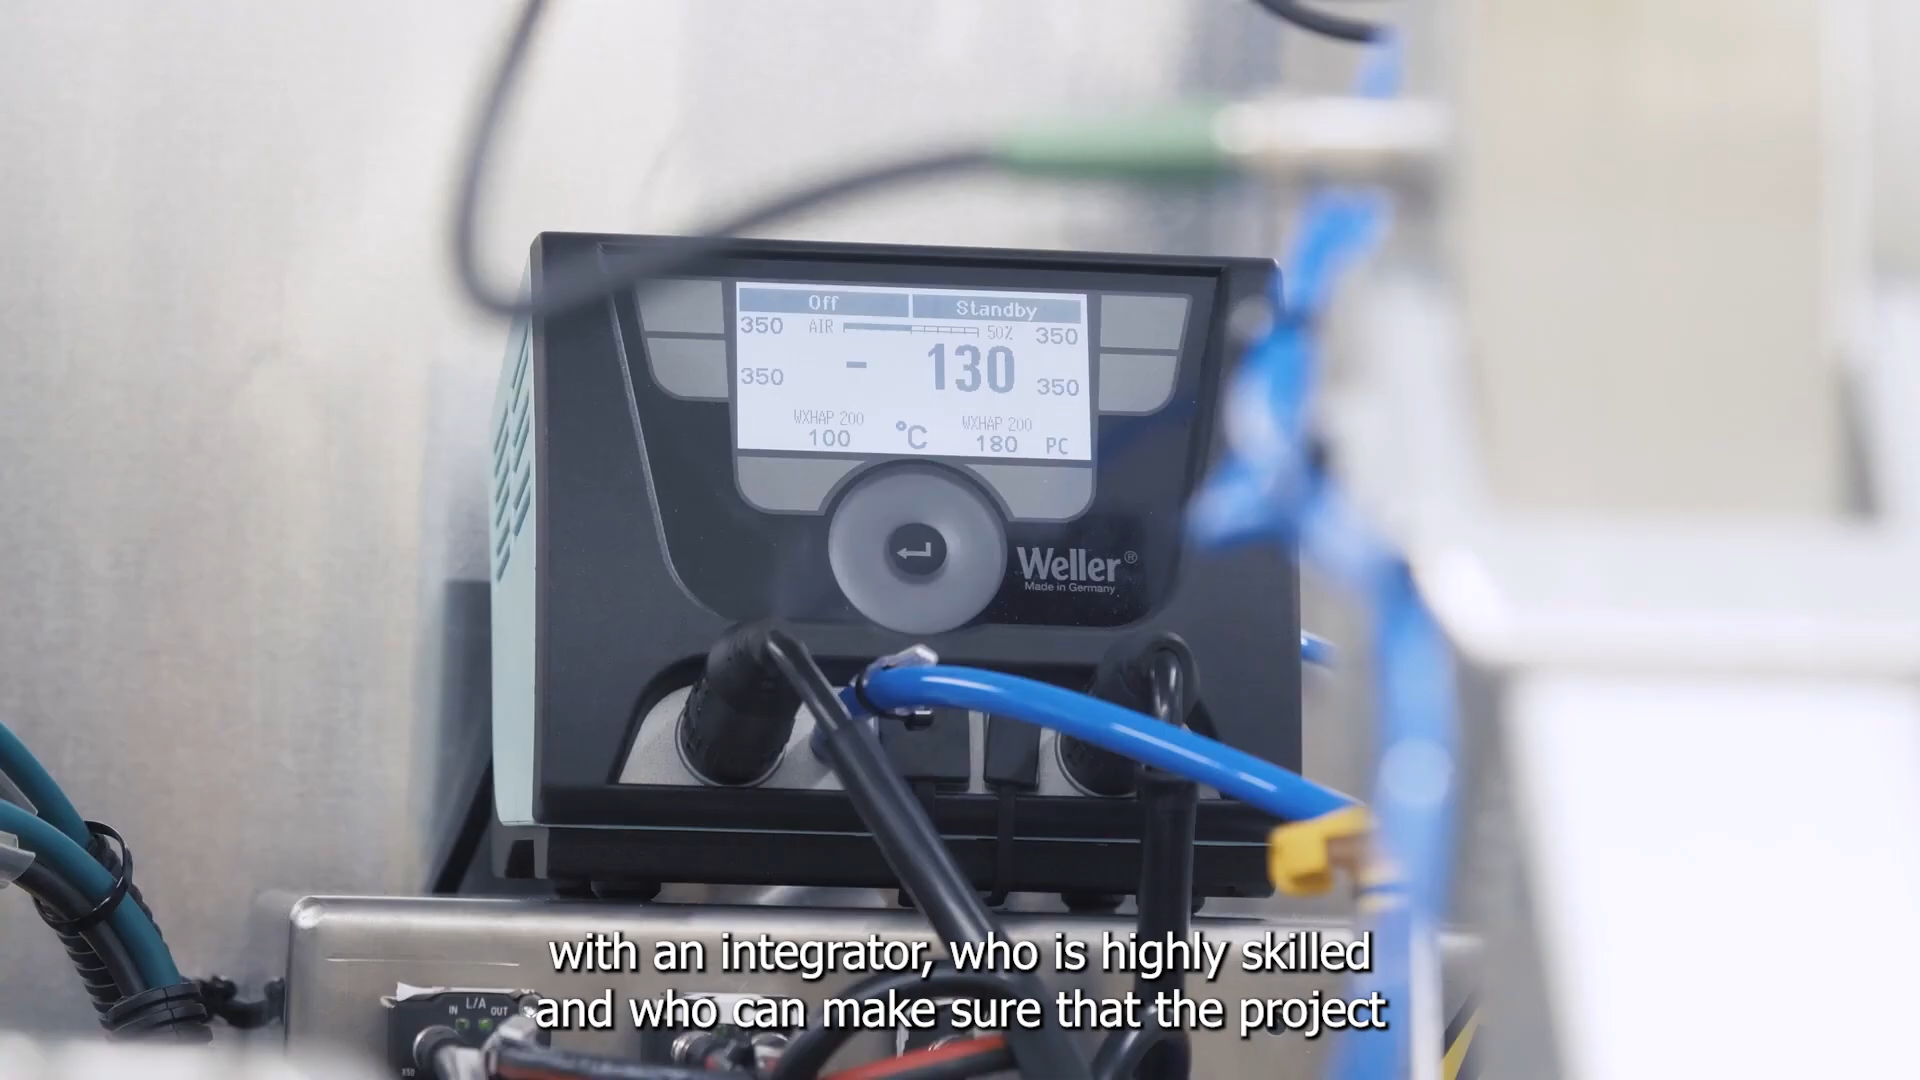 Off Standby
350 AIR 50% 350
- 130
350 350
WXHAP 200 WXHAP 200
100 °C 180 PC
Weller®
Made in Germany
IN L/A OUT
X50
with an integrator, who is highly skilled
and who can make sure that the project